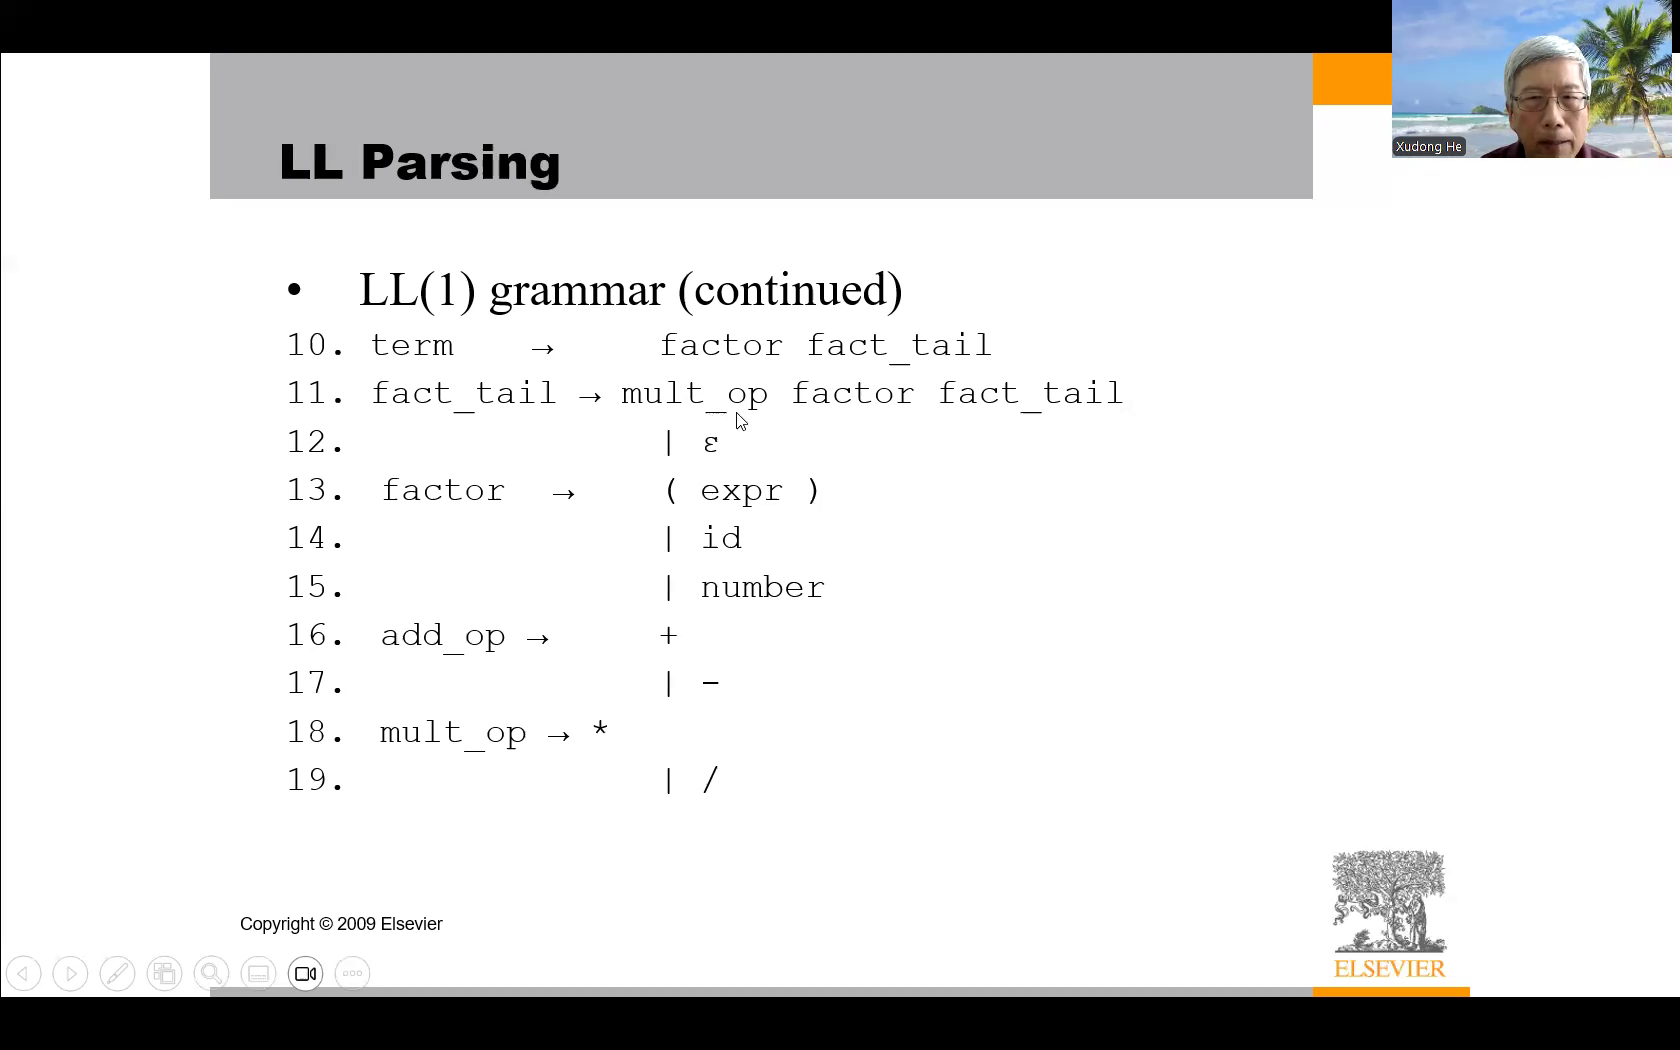 Xudong He
LL Parsing
• LL(1) grammar (continued)
10. term → factor fact_tail
11. fact_tail → mult_op factor fact_tail
12. | ε
13. factor → ( expr )
14. | id
15. | number
16. add_op → +
17. | -
18. mult_op → *
19. | /
Copyright © 2009 Elsevier
ELSEVIER